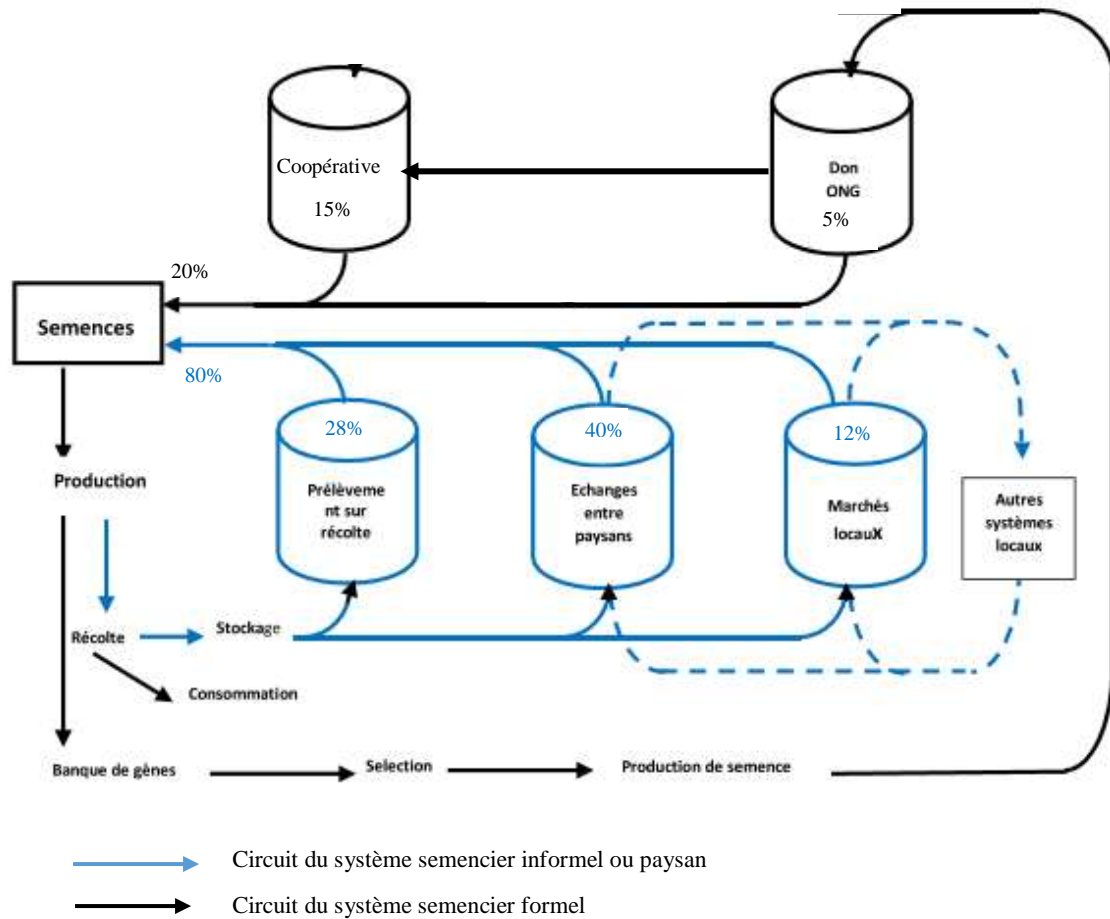 Coopérative
15%
Don
ONG
5%
20%
Semences
80%
28%
40%
12%
Production
Prélèveme
nt sur
récolte
Echanges
entre
paysans
Marchés
locauX
Autres
systèmes
locaux
Récolte
Stockage
Consommation
Banque de gènes
Selection
Production de semence
Circuit du système semencier informel ou paysan
Circuit du système semencier formel